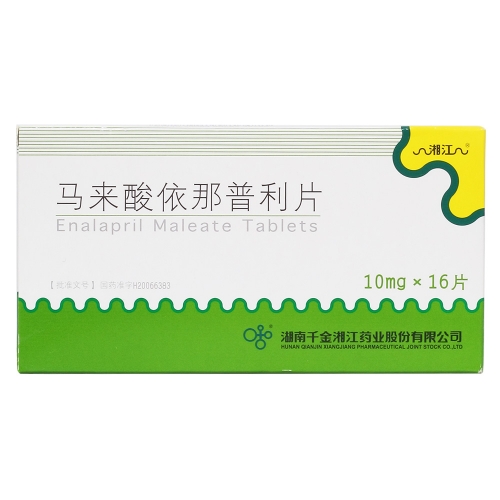 湘江
马来酸依那普利片
Enalapril Maleate Tablets
【批准文号】国药准字H20066383
10mg × 16片
湖南千金湘江药业股份有限公司
HUNAN QIANJIN XIANGJIANG PHARMACEUTICAL JOINT STOCK CO.,LTD